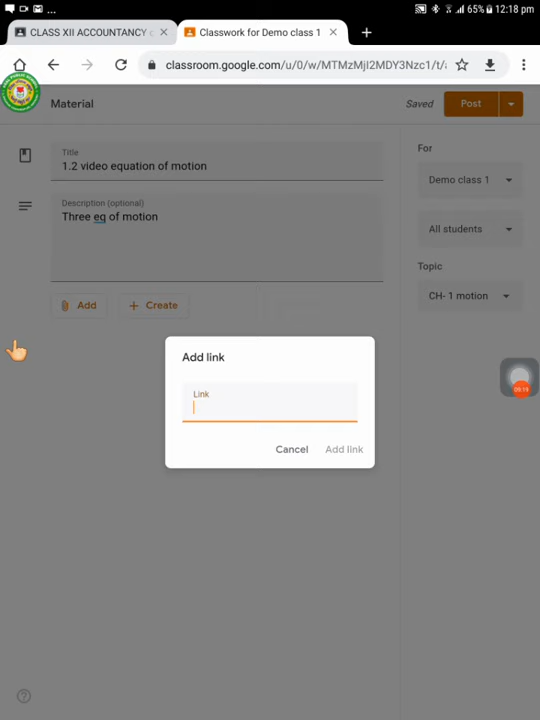 ... 65% 12:18 pm
CLASS XII ACCOUNTANCY
Classwork for Demo class 1
classroom.google.com/u/0/w/MTMzMjI2MDY3Nzc1/t/
Material
Saved
Post
Title
1.2 video equation of motion
Description (optional)
Three eq of motion
Add
Create
For
Demo class 1
All students
Topic
CH- 1 motion
Add link
Link
Cancel
Add link